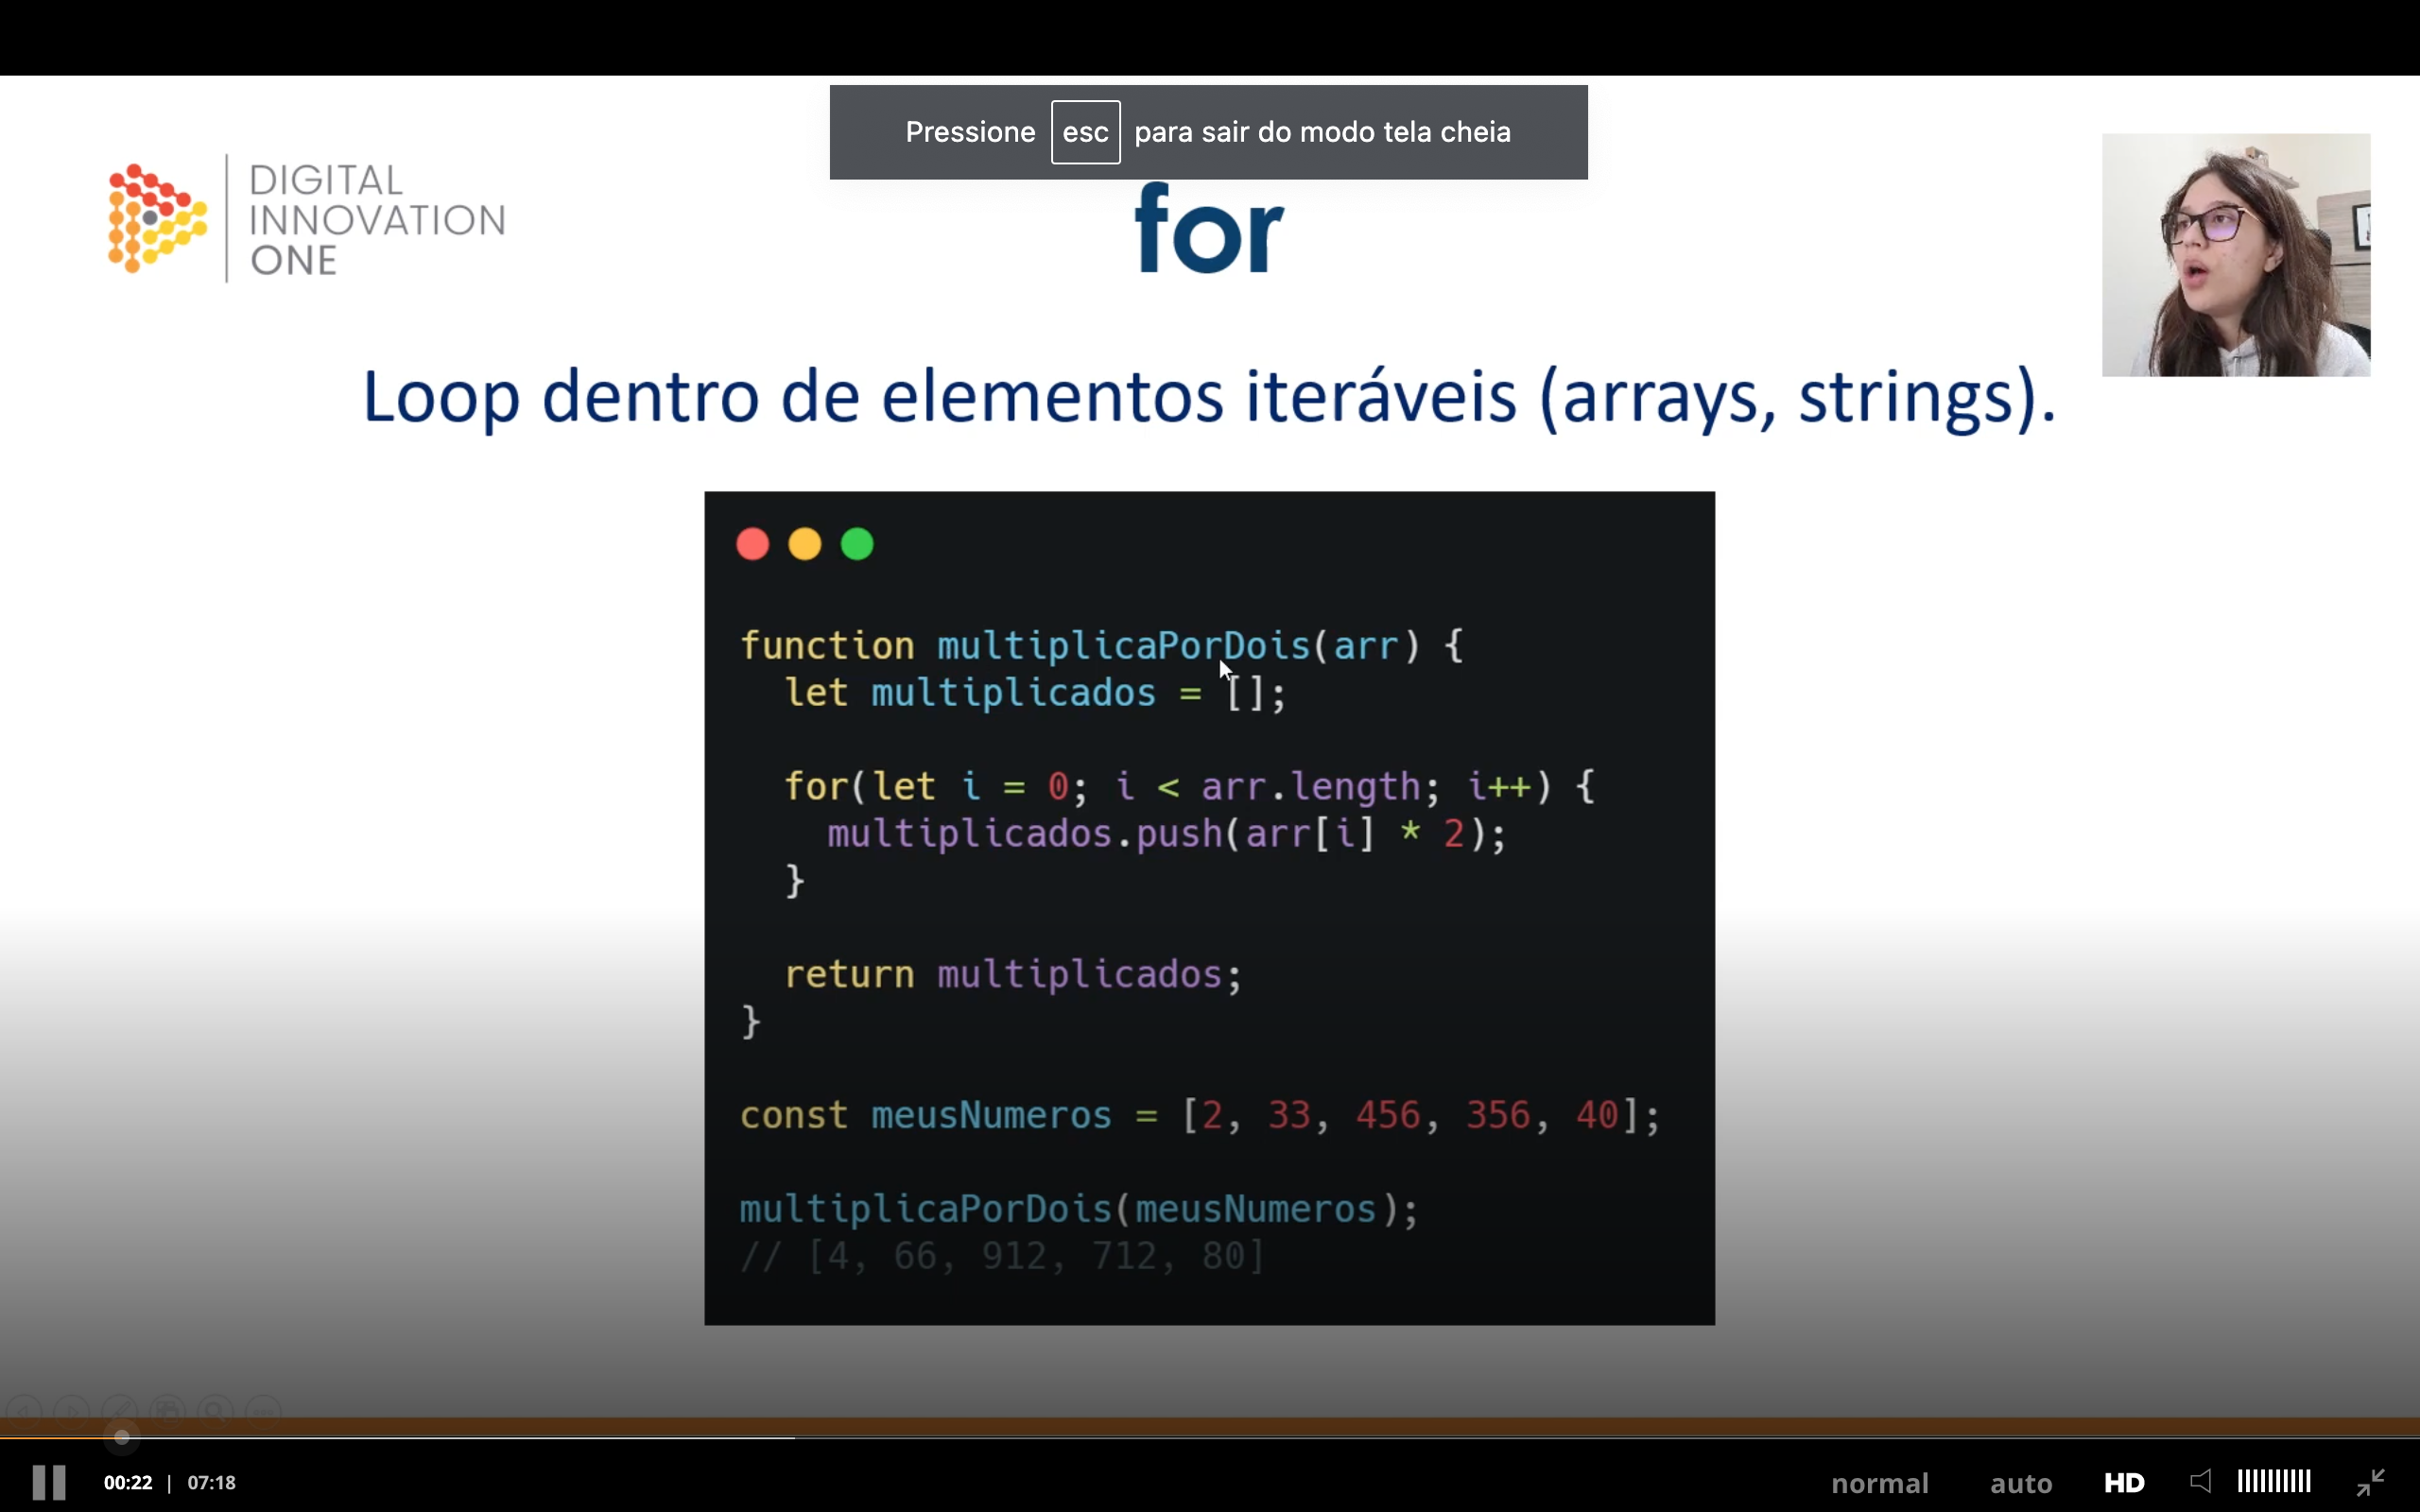 Pressione esc para sair do modo tela cheia
DIGITAL
INNOVATION
ONE
for
Loop dentro de elementos iteráveis (arrays, strings).
function multiplicaPorDois(arr) {
let multiplicados = [];
for(let i = 0; i < arr.length; i++) {
multiplicados.push(arr[i] * 2);
}
return multiplicados;
}
const meusNumeros = [2, 33, 456, 356, 40];
multiplicaPorDois(meusNumeros);
// [4, 66, 912, 712, 80]
00:22 | 07:18
normal auto HD